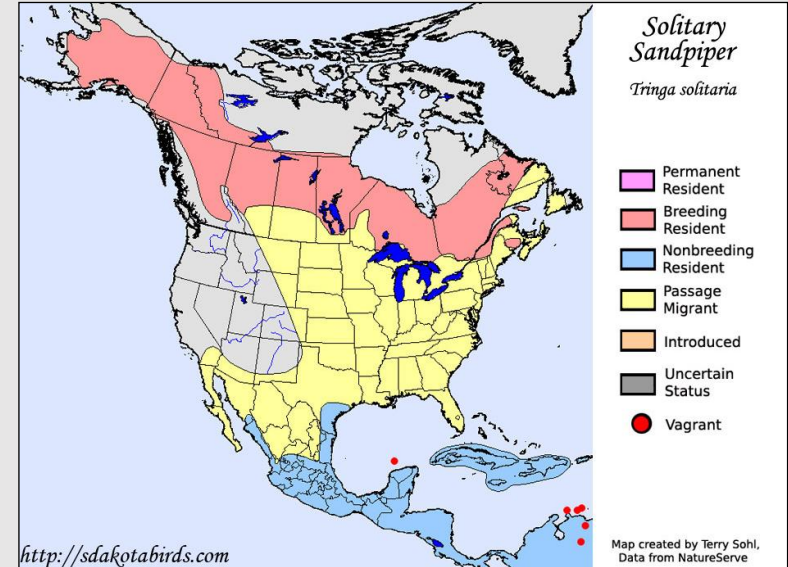 Solitary
Sandpiper
Tringa solitaria
Permanent
Resident
Breeding
Resident
Nonbreeding
Resident
Passage
Migrant
Introduced
Uncertain
Status
Vagrant
Map created by Terry Sohl,
Data from NatureServe
http://sdakotabirds.com